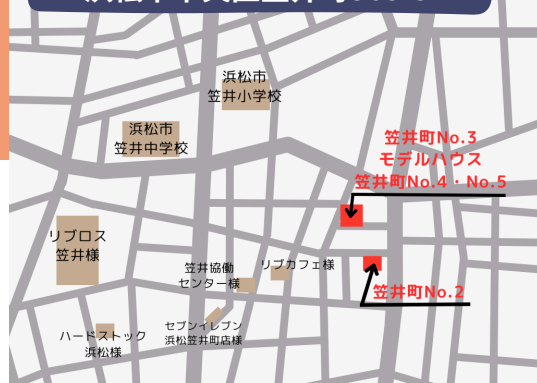 浜松市
笠井小学校
浜松市
笠井中学校
笠井町No.3
モデルハウス
笠井町No.4・No.5
リブロス
笠井様
笠井協働
センター様
リブカフェ様
笠井町No.2
セブンイレブン
浜松笠井町店様
ハードストック
浜松様